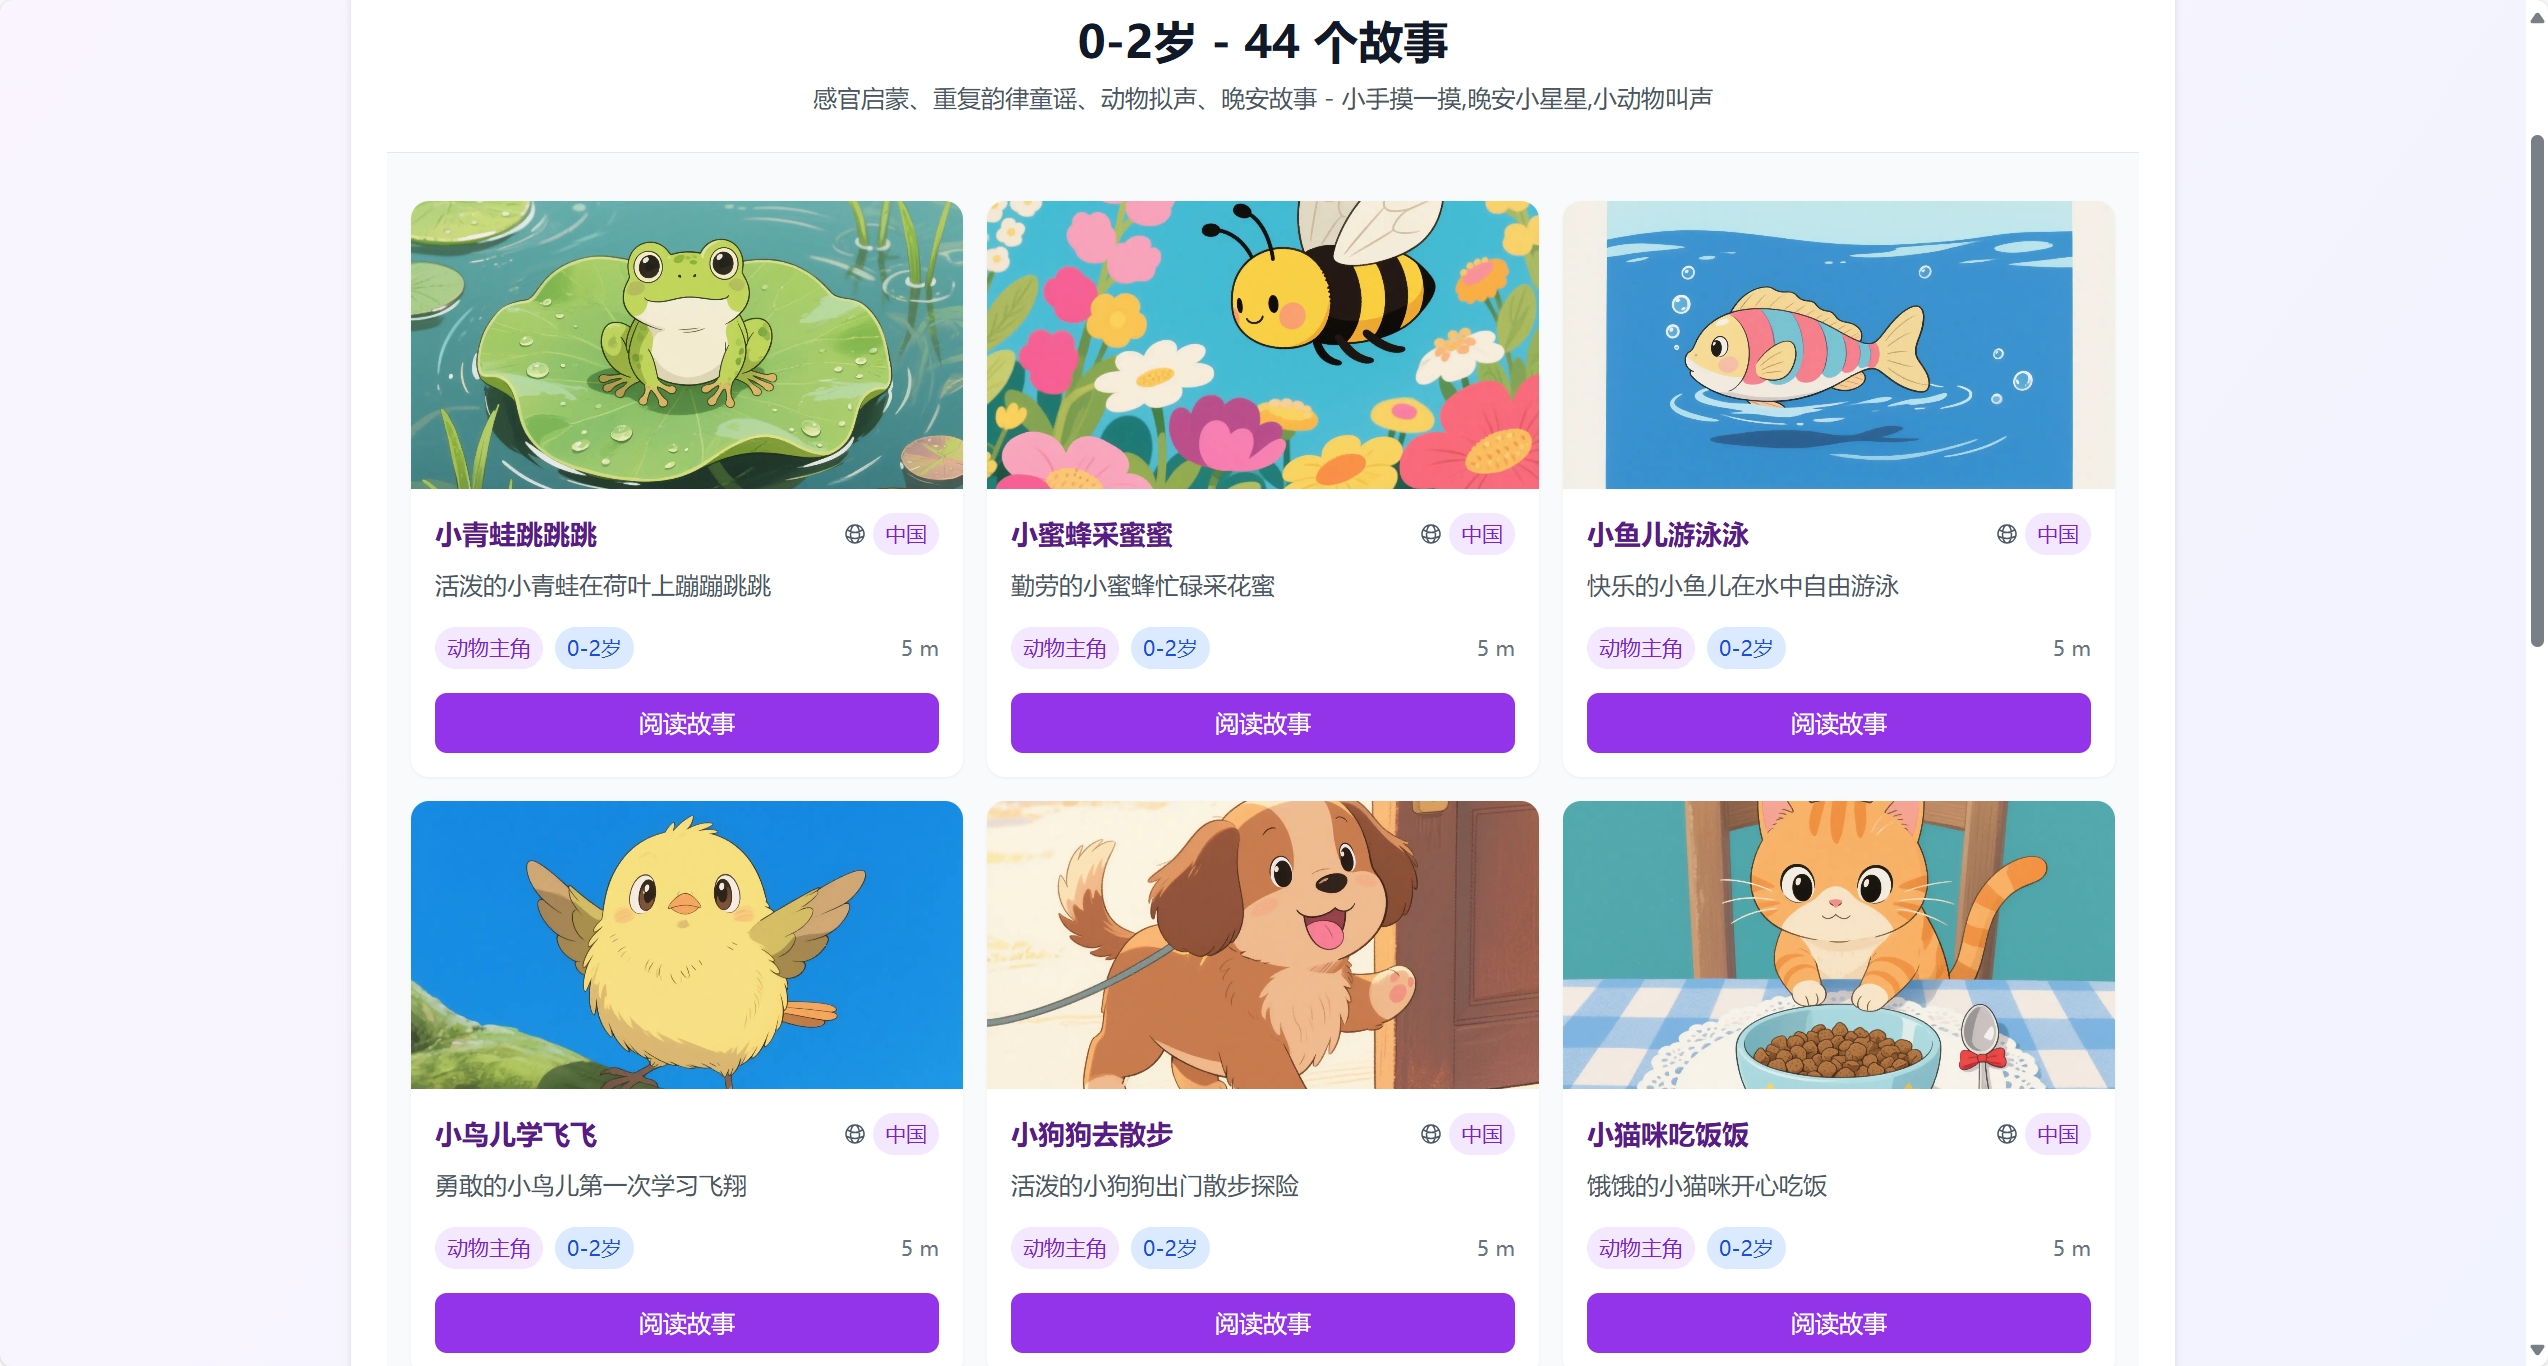 0-2岁 - 44 个故事
感官启蒙、重复韵律童谣、动物拟声、晚安故事 - 小手摸一摸,晚安小星星,小动物叫声
小青蛙跳跳跳
中国
活泼的小青蛙在荷叶上蹦蹦跳跳
动物主角 0-2岁 5 m
阅读故事
小蜜蜂采蜜蜜
中国
勤劳的小蜜蜂忙碌采花蜜
动物主角 0-2岁 5 m
阅读故事
小鱼儿游泳泳
中国
快乐的小鱼儿在水中自由游泳
动物主角 0-2岁 5 m
阅读故事
小鸟儿学飞飞
中国
勇敢的小鸟儿第一次学习飞翔
动物主角 0-2岁 5 m
阅读故事
小狗狗去散步
中国
活泼的小狗狗出门散步探险
动物主角 0-2岁 5 m
阅读故事
小猫咪吃饭饭
中国
饿饿的小猫咪开心吃饭
动物主角 0-2岁 5 m
阅读故事